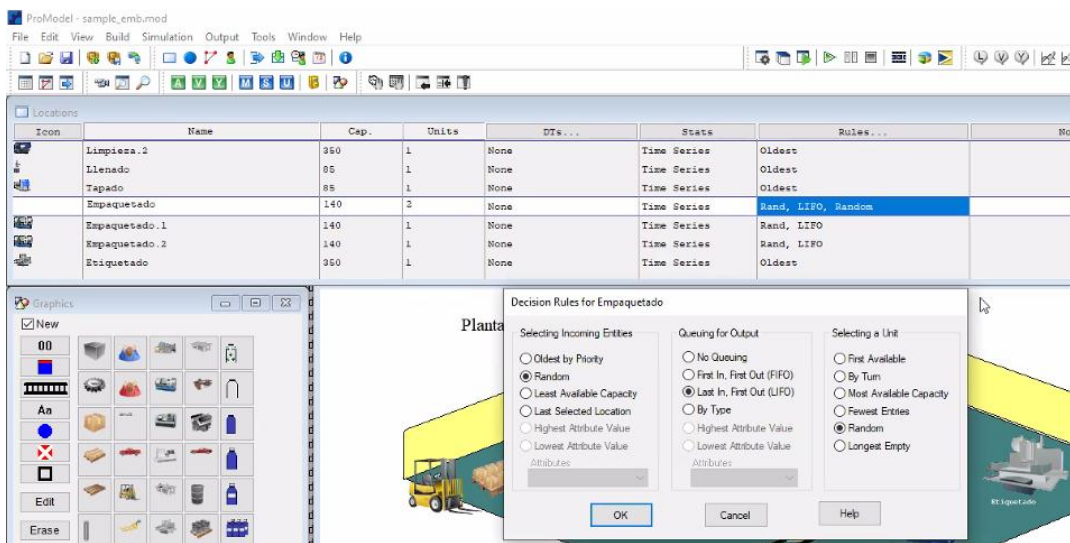 ProModel - sample_emb.mod
File Edit View Build Simulation Output Tools Window Help
Locations
Icon Name Cap. Units DTs... Stats Rules... No
Limpieza.2 350 1 None Time Series Oldest
Llenado 85 1 None Time Series Oldest
Tapado 85 1 None Time Series Oldest
Empaquetado 140 2 None Time Series Rand, LIFO, Random
Empaquetado.1 140 1 None Time Series Rand, LIFO
Empaquetado.2 140 1 None Time Series Rand, LIFO
Etiquetado 350 1 None Time Series Oldest
Graphics
New
00
Aa
Edit
Erase
Planta
Decision Rules for Empaquetado
Selecting Incoming Entities
Oldest by Priority
Random
Least Available Capacity
Last Selected Location
Highest Attribute Value
Lowest Attribute Value
Attributes
Queuing for Output
No Queuing
First In, First Out (FIFO)
Last In, First Out (LIFO)
By Type
Highest Attribute Value
Lowest Attribute Value
Attributes
Selecting a Unit
First Available
By Turn
Most Available Capacity
Fewest Entries
Random
Longest Empty
OK Cancel Help
Etiquetado